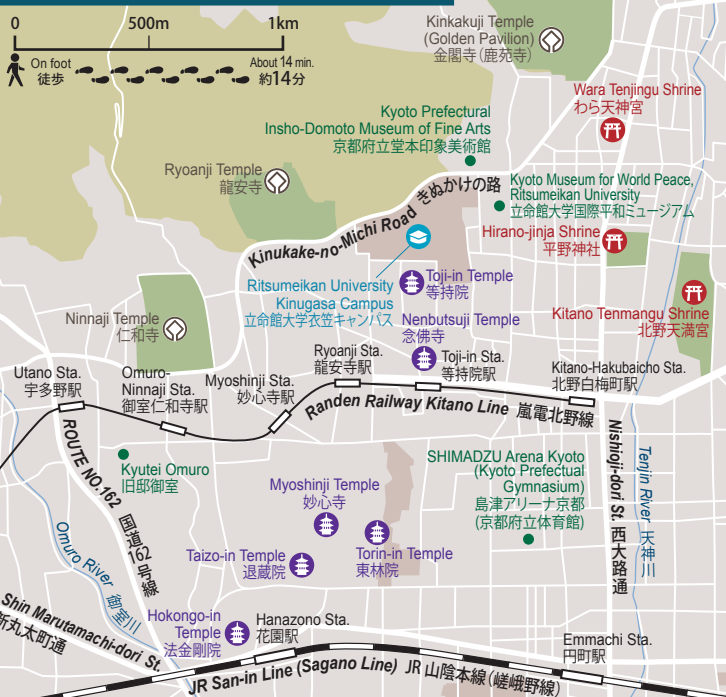 0 500m 1km
On foot
徒歩
About 14 min.
約14分
Kinkakuji Temple
(Golden Pavilion)
金閣寺(鹿苑寺)
Wara Tenjingu Shrine
わら天神宮
Kyoto Prefectural
Insho-Domoto Museum of Fine Arts
京都府立堂本印象美術館
Ryoanji Temple
龍安寺
Kinukake-no-Michi Road きぬかけの路
Kyoto Museum for World Peace,
Ritsumeikan University
立命館大学国際平和ミュージアム
Hirano-jinja Shrine
平野神社
Ritsumeikan University
Kinugasa Campus
立命館大学衣笠キャンパス
Toji-in Temple
等持院
Kitano Tenmangu Shrine
北野天満宮
Ninnaji Temple
仁和寺
Nenbutsuji Temple
念佛寺
Utano Sta.
宇多野駅
Omuro-
Ninnaji Sta.
御室仁和寺駅
Myoshinji Sta.
妙心寺駅
Ryoanji Sta.
龍安寺駅
Toji-in Sta.
等持院駅
Kitano-Hakubaicho Sta.
北野白梅町駅
Randen Railway Kitano Line 嵐電北野線
ROUTE NO.162 国道162号線
Kyutei Omuro
旧邸御室
SHIMADZU Arena Kyoto
(Kyoto Prefectual
Gymnasium)
島津アリーナ京都
(京都府立体育館)
Nishioji-dori St. 西大路通
Tenjin River 天神川
Myoshinji Temple
妙心寺
Omuro River 御室川
Taizo-in Temple
退蔵院
Torin-in Temple
東林院
Shin Marutamachi-dori St.
新丸太町通
Hokongo-in
Temple
法金剛院
Hanazono Sta.
花園駅
Emmachi Sta.
円町駅
JR San-in Line (Sagano Line) JR山陰本線(嵯峨野線)